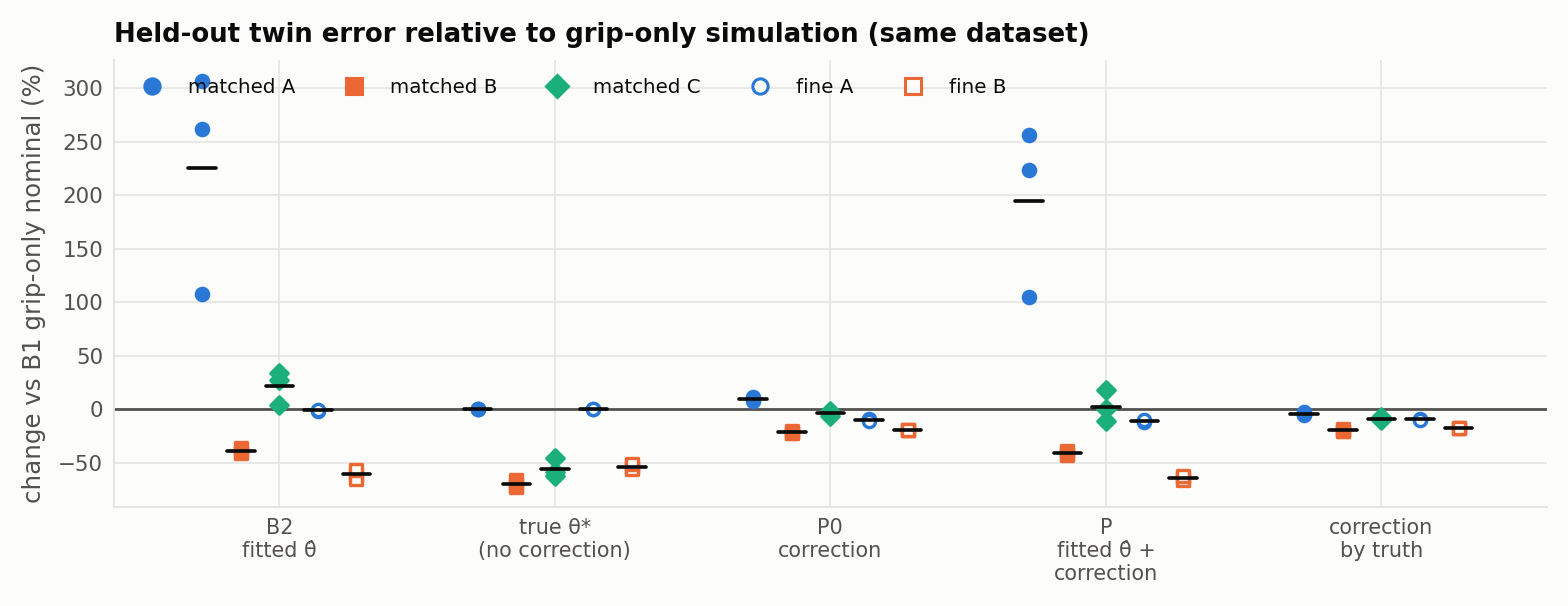 Held-out twin error relative to grip-only simulation (same dataset)
change vs B1 grip-only nominal (%)
matched A
matched B
matched C
fine A
fine B
300
250
200
150
100
50
0
−50
B2
fitted θ̂
true θ*
(no correction)
P0
correction
P
fitted θ̂ +
correction
correction
by truth